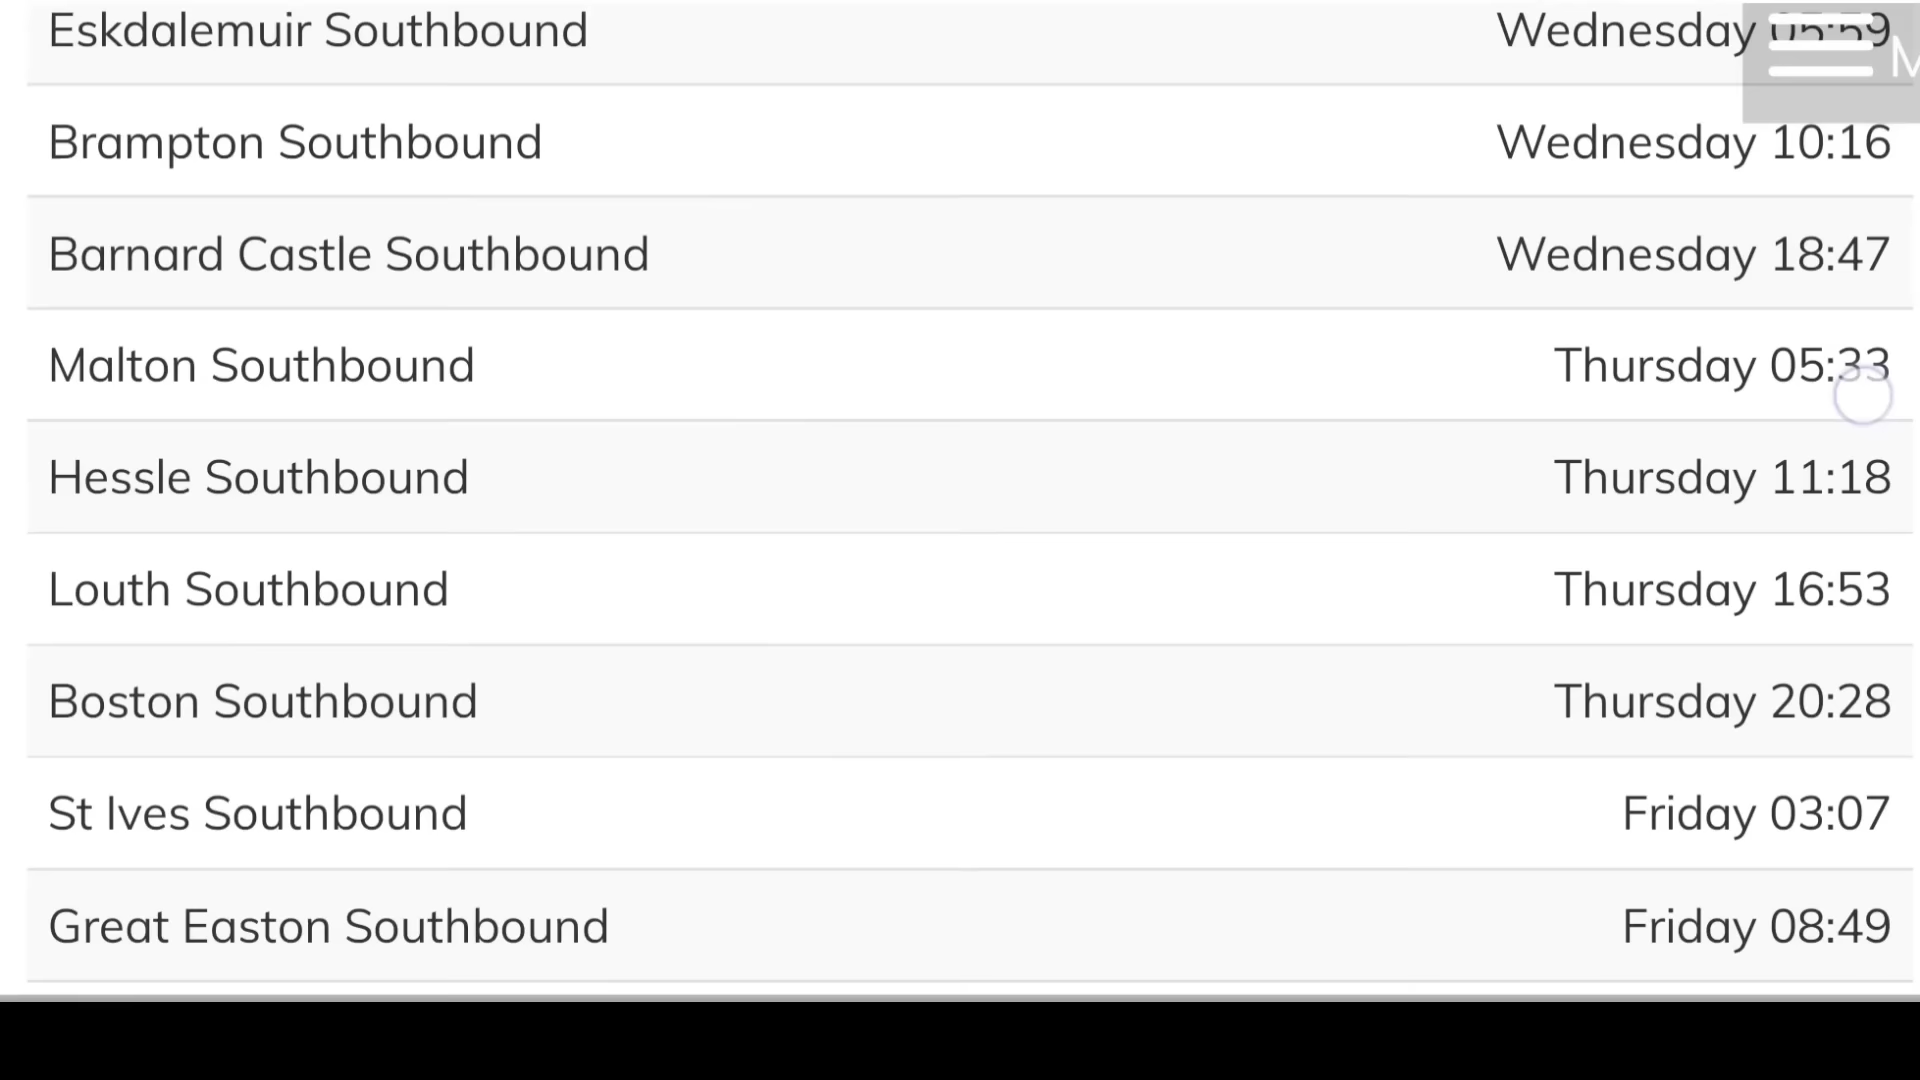 Eskdalemuir Southbound Wednesday 05:59
M
Brampton Southbound Wednesday 10:16
Barnard Castle Southbound Wednesday 18:47
Malton Southbound Thursday 05:33
Hessle Southbound Thursday 11:18
Louth Southbound Thursday 16:53
Boston Southbound Thursday 20:28
St Ives Southbound Friday 03:07
Great Easton Southbound Friday 08:49